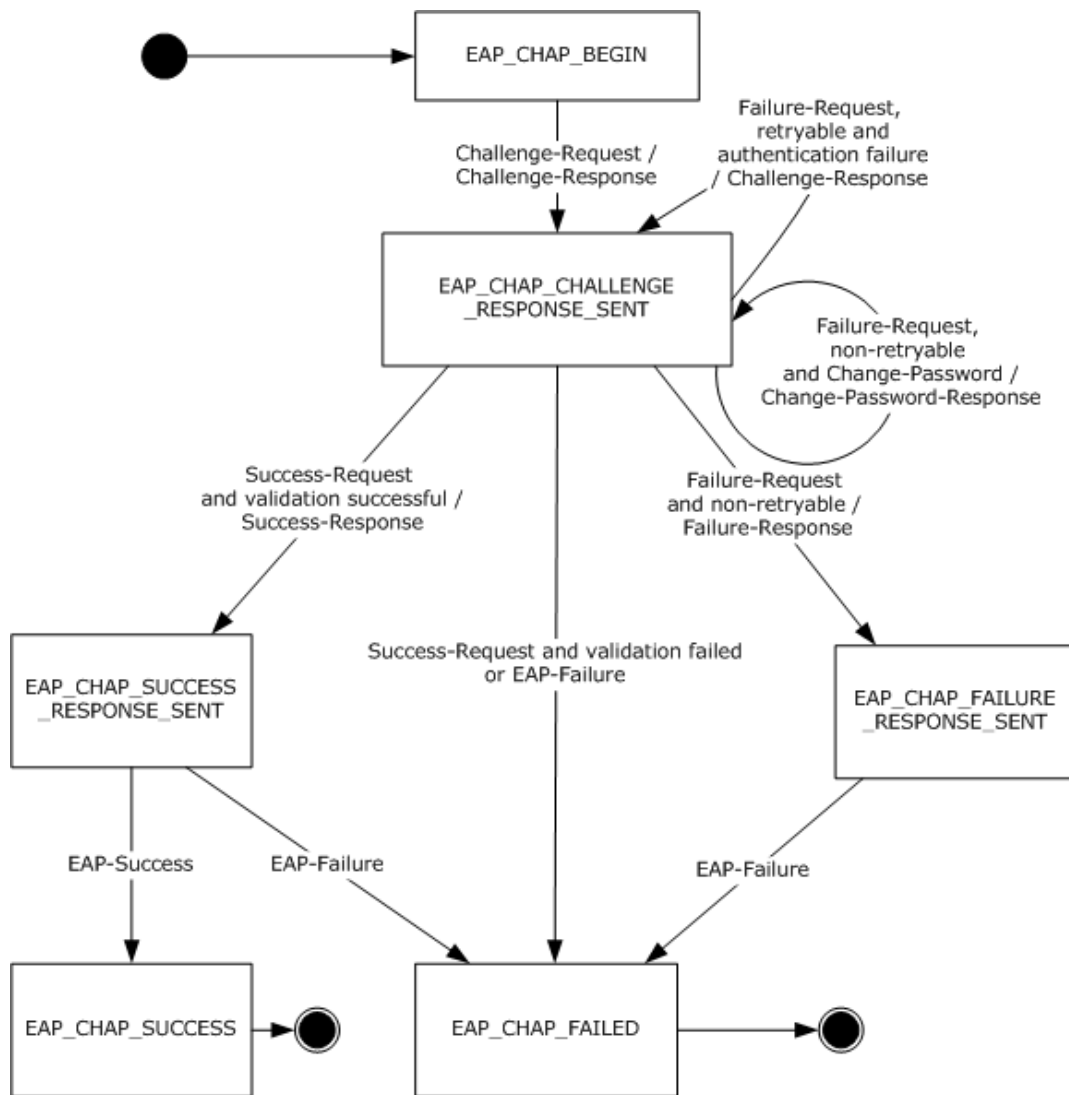 EAP_CHAP_BEGIN
Failure-Request,
retryable and
authentication failure
/ Challenge-Response
Challenge-Request /
Challenge-Response
EAP_CHAP_CHALLENGE
_RESPONSE_SENT
Failure-Request,
non-retryable
and Change-Password /
Change-Password-Response
Success-Request
and validation successful /
Success-Response
Failure-Request
and non-retryable /
Failure-Response
Success-Request and validation failed
or EAP-Failure
EAP_CHAP_SUCCESS
_RESPONSE_SENT
EAP_CHAP_FAILURE
_RESPONSE_SENT
EAP-Success
EAP-Failure
EAP-Failure
EAP_CHAP_SUCCESS
EAP_CHAP_FAILED